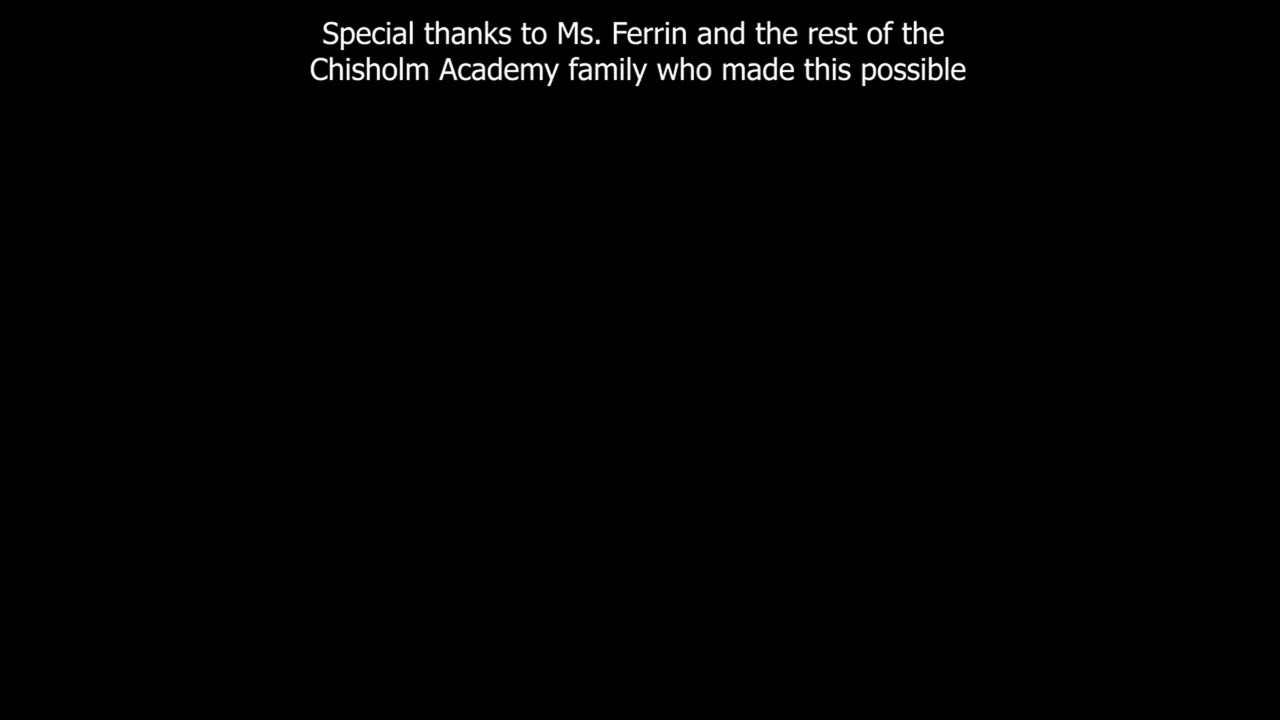 Special thanks to Ms. Ferrin and the rest of the
Chisholm Academy family who made this possible